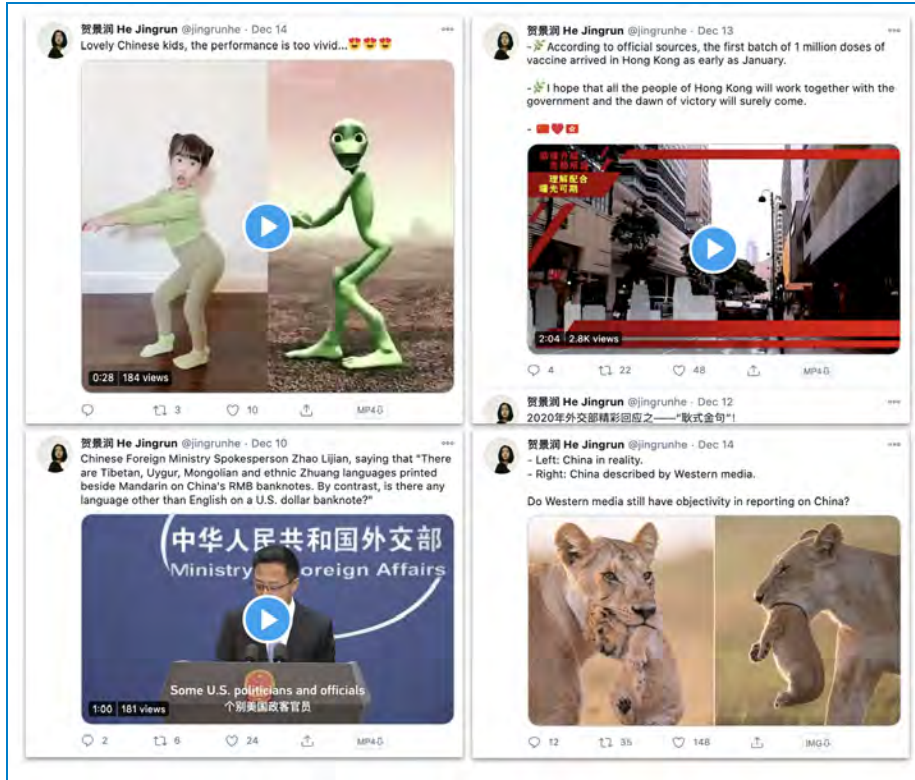 贺景润 He Jingrun @jingrunhe · Dec 14
Lovely Chinese kids, the performance is too vivid...😍😍😍
0:28 184 views
3 10 MP4
贺景润 He Jingrun @jingrunhe · Dec 13
-🌿According to official sources, the first batch of 1 million doses of
vaccine arrived in Hong Kong as early as January.
-🌿I hope that all the people of Hong Kong will work together with the
government and the dawn of victory will surely come.
- 🇨🇳❤️🇭🇰
理解配合
曙光可期
2:04 2.8K views
4 22 48 MP4
贺景润 He Jingrun @jingrunhe · Dec 12
2020年外交部精彩回应之——“耿式金句”!
贺景润 He Jingrun @jingrunhe · Dec 10
Chinese Foreign Ministry Spokesperson Zhao Lijian, saying that "There
are Tibetan, Uygur, Mongolian and ethnic Zhuang languages printed
beside Mandarin on China's RMB banknotes. By contrast, is there any
language other than English on a U.S. dollar banknote?"
中华人民共和国外交部
Ministry Foreign Affairs
Some U.S. politicians and officials
个别美国政客官员
1:00 181 views
2 6 24 MP4
贺景润 He Jingrun @jingrunhe · Dec 14
- Left: China in reality.
- Right: China described by Western media.
Do Western media still have objectivity in reporting on China?
12 35 148 IMG